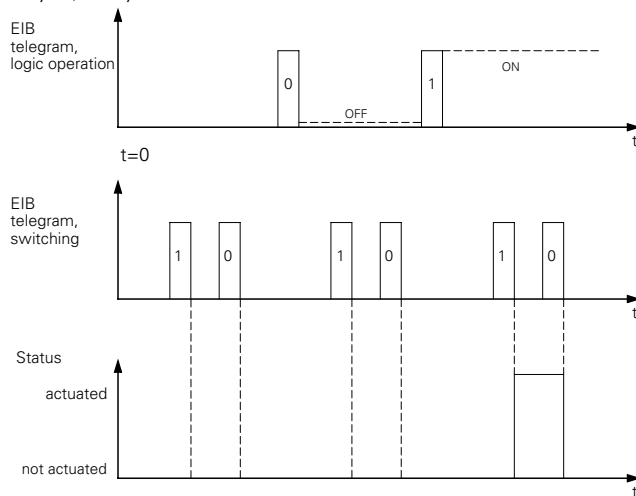 EIB
telegram,
logic operation
0
OFF
1
ON
t
t=0
EIB
telegram,
switching
1
0
1
0
1
0
t
Status
actuated
not actuated
t